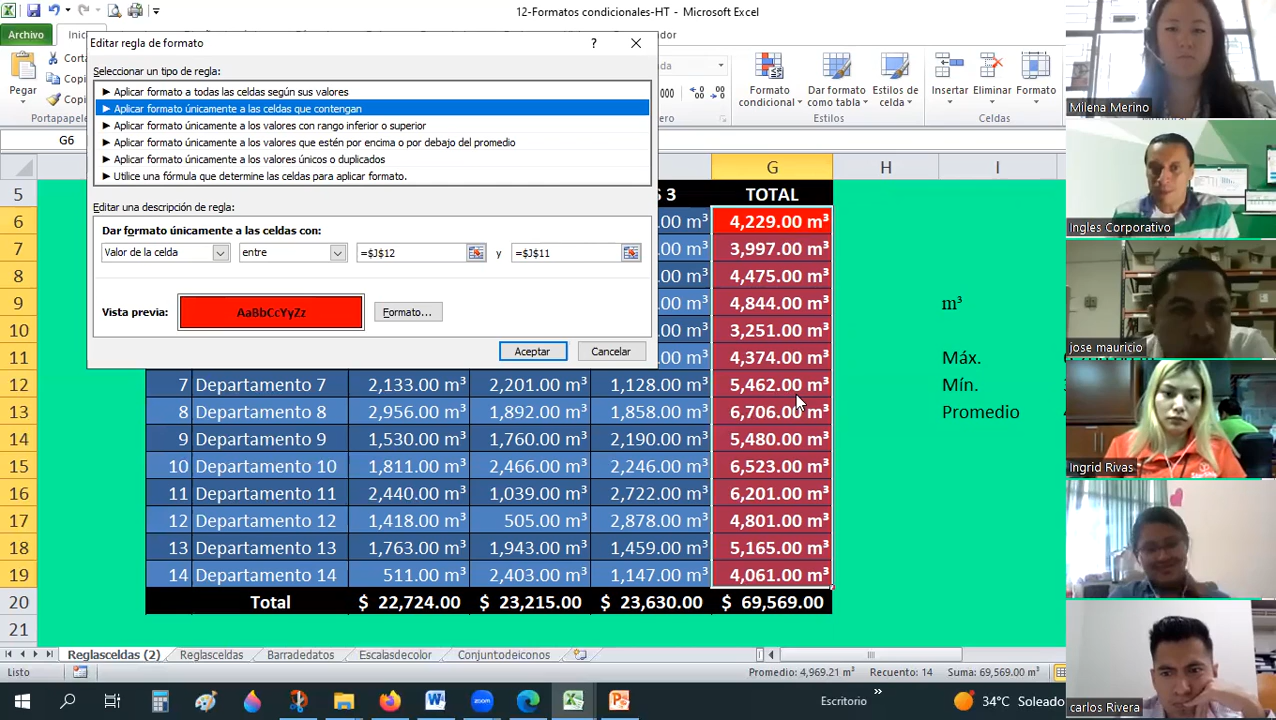 12-Formatos condicionales-HT - Microsoft Excel
Archivo
Editar regla de formato
?
Seleccionar un tipo de regla:
► Aplicar formato a todas las celdas según sus valores
► Aplicar formato únicamente a las celdas que contengan
► Aplicar formato únicamente a los valores con rango inferior o superior
► Aplicar formato únicamente a los valores que estén por encima o por debajo del promedio
► Aplicar formato únicamente a los valores únicos o duplicados
► Utilice una fórmula que determine las celdas para aplicar formato.
Editar una descripción de regla:
Dar formato únicamente a las celdas con:
Valor de la celda entre =$J$12 y =$J$11
Vista previa: AaBbCcYyZz Formato...
Aceptar Cancelar
Pegar
Portapapeles
Formato condicional
Dar formato como tabla
Estilos de celda
Insertar Eliminar Formato
Estilos Celdas
G6
G H I
5 TOTAL
6 4,229.00 m³
7 3,997.00 m³
8 4,475.00 m³
9 4,844.00 m³ m³
10 3,251.00 m³
11 4,374.00 m³ Máx.
12 7 Departamento 7 2,133.00 m³ 2,201.00 m³ 1,128.00 m³ 5,462.00 m³ Mín.
13 8 Departamento 8 2,956.00 m³ 1,892.00 m³ 1,858.00 m³ 6,706.00 m³ Promedio
14 9 Departamento 9 1,530.00 m³ 1,760.00 m³ 2,190.00 m³ 5,480.00 m³
15 10 Departamento 10 1,811.00 m³ 2,466.00 m³ 2,246.00 m³ 6,523.00 m³
16 11 Departamento 11 2,440.00 m³ 1,039.00 m³ 2,722.00 m³ 6,201.00 m³
17 12 Departamento 12 1,418.00 m³ 505.00 m³ 2,878.00 m³ 4,801.00 m³
18 13 Departamento 13 1,763.00 m³ 1,943.00 m³ 1,459.00 m³ 5,165.00 m³
19 14 Departamento 14 511.00 m³ 2,403.00 m³ 1,147.00 m³ 4,061.00 m³
20 Total $ 22,724.00 $ 23,215.00 $ 23,630.00 $ 69,569.00
21
Reglasceldas (2) Reglasceldas Barradedatos Escalasdecolor Conjuntodeiconos
Listo Promedio: 4,969.21 m³ Recuento: 14 Suma: 69,569.00 m³
Escritorio » 34°C Soleado
Milena Merino
Ingles Corporativo
jose mauricio
Ingrid Rivas
carlos Rivera